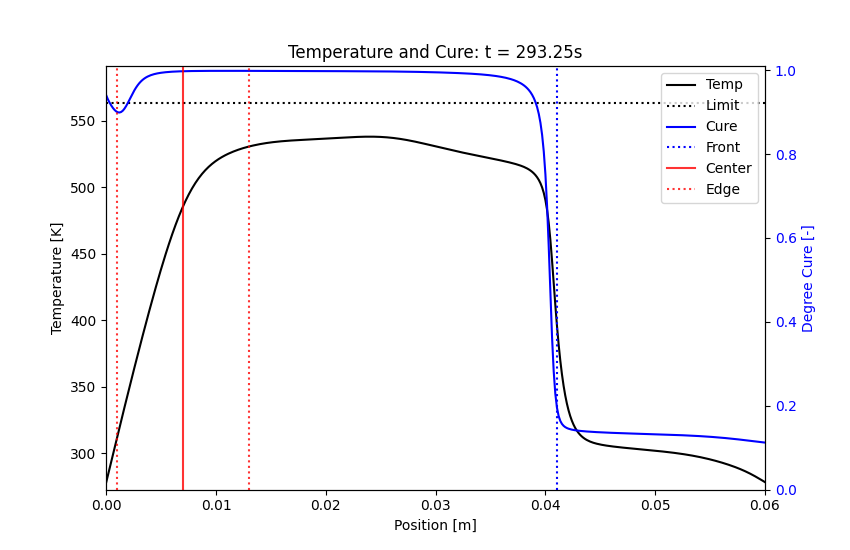 Temperature and Cure: t = 293.25s
Temp
Limit
Cure
Front
Center
Edge
Temperature [K]
550
500
450
400
350
300
1.0
0.8
0.6
0.4
0.2
0.0
Degree Cure [-]
0.00 0.01 0.02 0.03 0.04 0.05 0.06
Position [m]